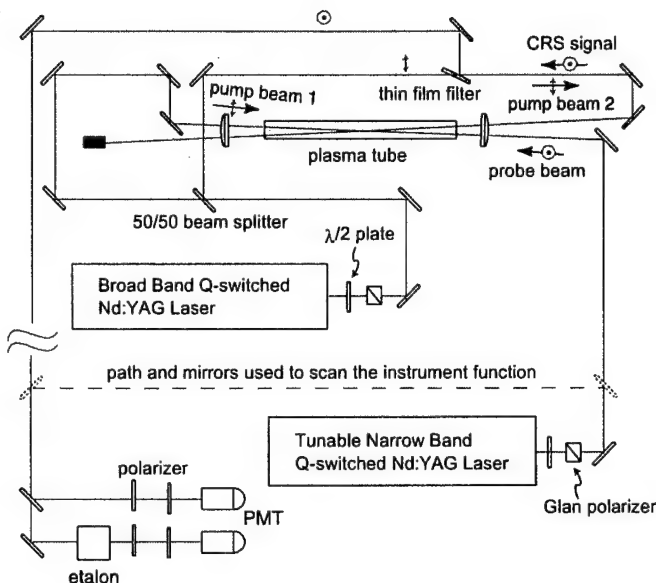 CRS signal
pump beam 1
thin film filter
pump beam 2
plasma tube
probe beam
50/50 beam splitter
λ/2 plate
Broad Band Q-switched
Nd:YAG Laser
path and mirrors used to scan the instrument function
Tunable Narrow Band
Q-switched Nd:YAG Laser
polarizer
PMT
Glan polarizer
etalon